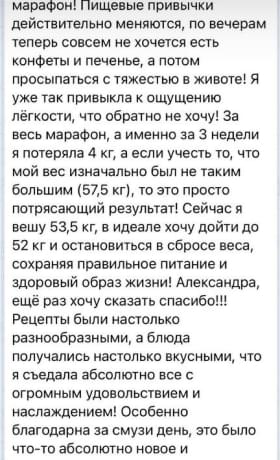 марафон! Пищевые привычки
действительно меняются, по вечерам
теперь совсем не хочется есть
конфеты и печенье, а потом
просыпаться с тяжестью в животе! Я
уже так привыкла к ощущению
лёгкости, что обратно не хочу! За
весь марафон, а именно за 3 недели
я потеряла 4 кг, а если учесть то, что
мой вес изначально был не таким
большим (57,5 кг), то это просто
потрясающий результат! Сейчас я
вешу 53,5 кг, в идеале хочу дойти до
52 кг и остановиться в сбросе веса,
сохраняя правильное питание и
здоровый образ жизни! Александра,
ещё раз хочу сказать спасибо!!!
Рецепты были настолько
разнообразными, а блюда
получались настолько вкусными, что
я съедала абсолютно все с
огромным удовольствием и
наслаждением! Особенно
благодарна за смузи день, это было
что-то абсолютно новое и